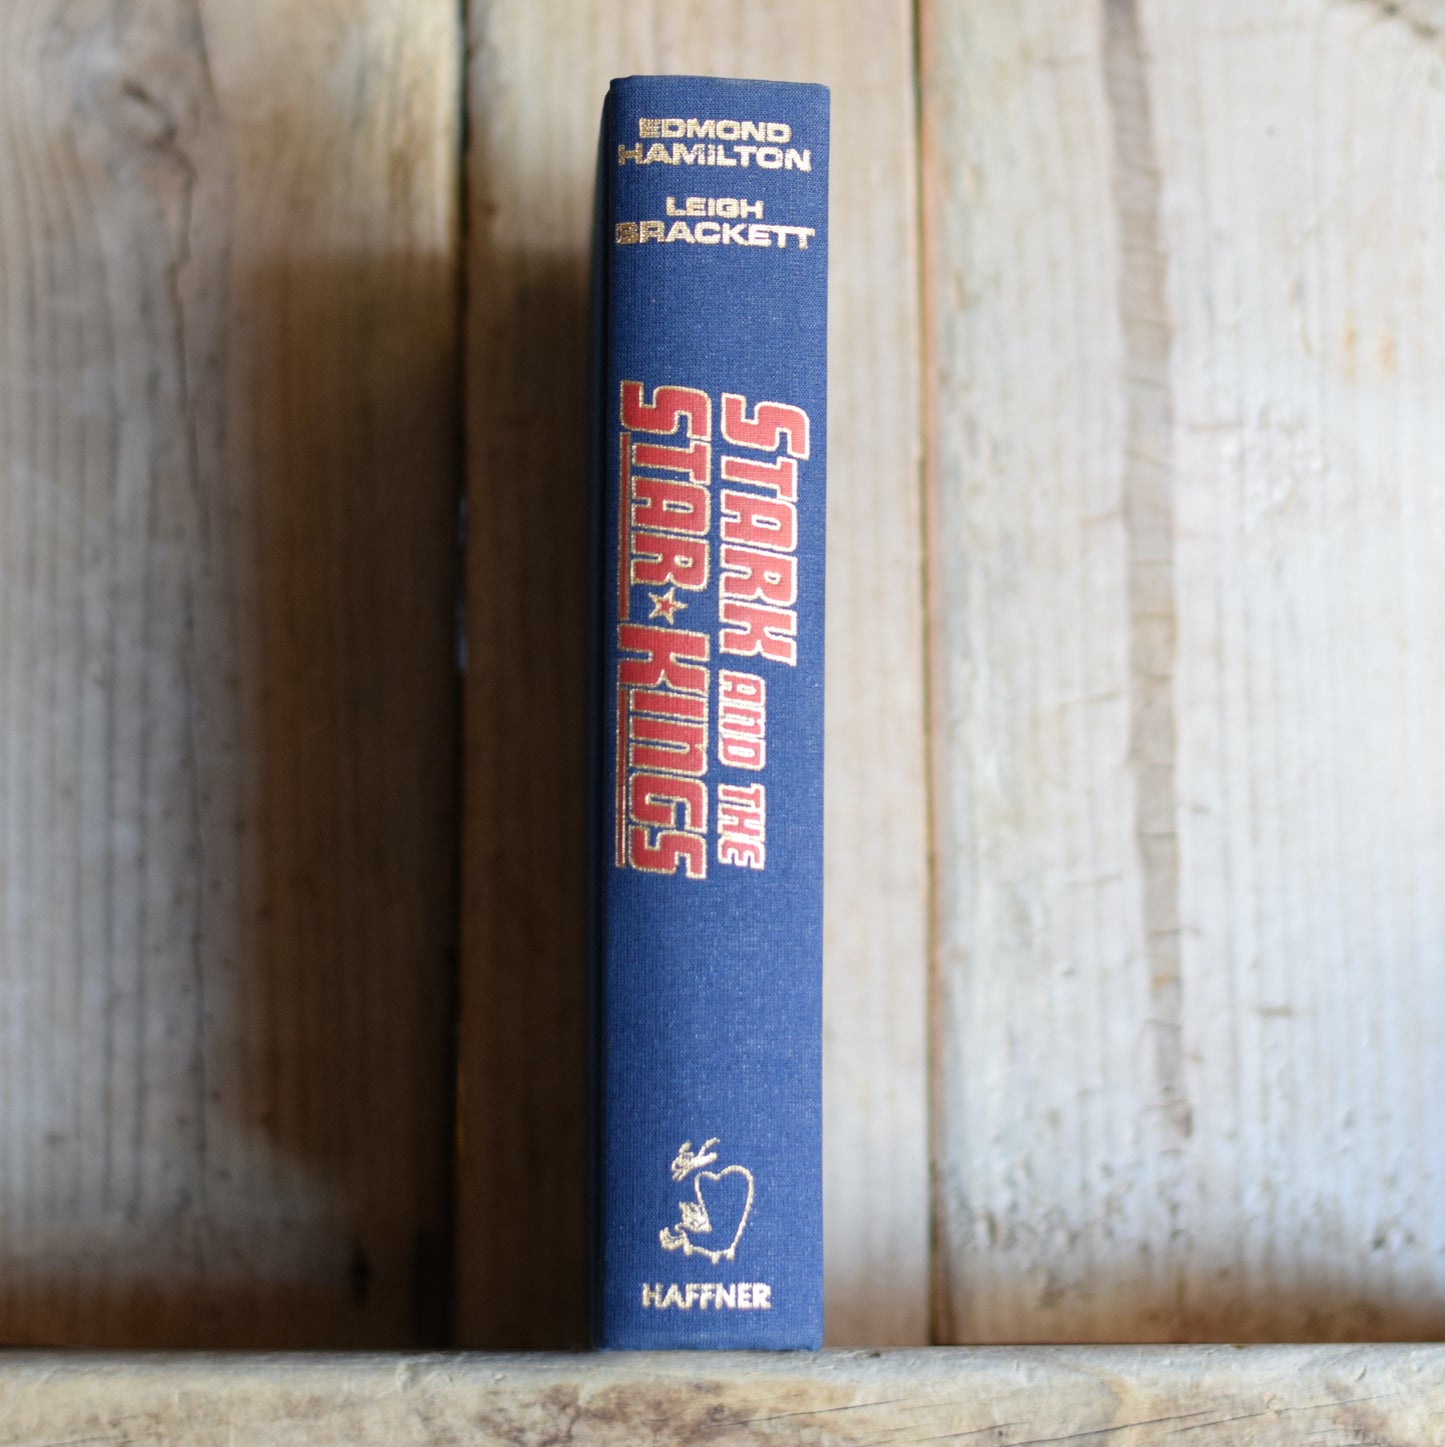 EDMOND
HAMILTON
LEIGH
BRACKETT
STARK AND THE
STAR★KINGS
HAFFNER